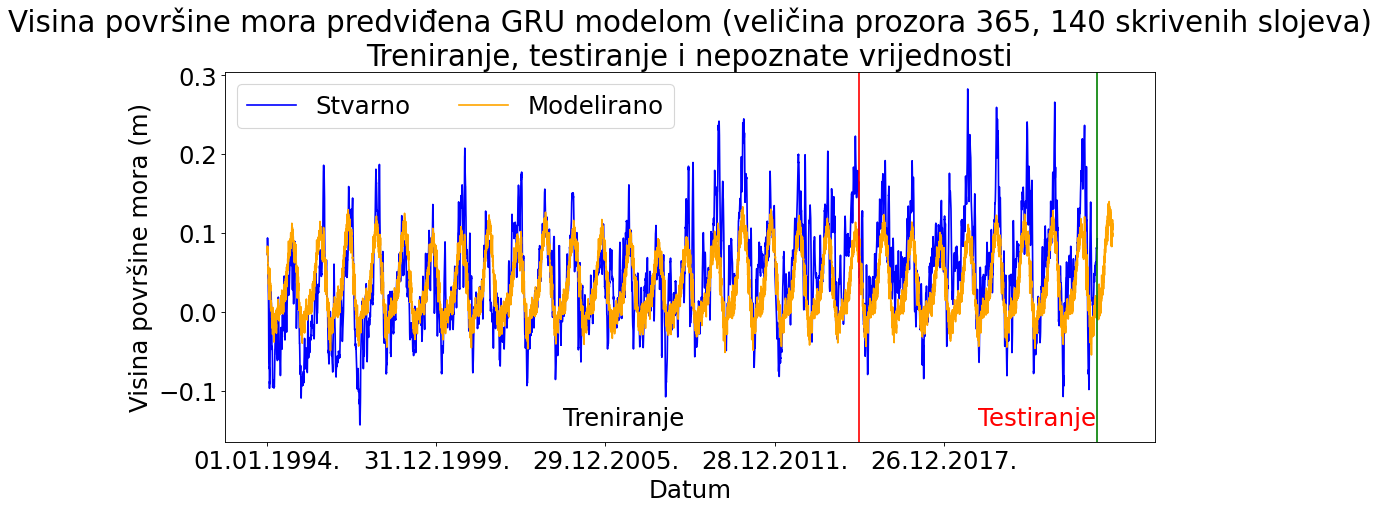 Visina površine mora predviđena GRU modelom (veličina prozora 365, 140 skrivenih slojeva)
Treniranje, testiranje i nepoznate vrijednosti
Stvarno
Modelirano
Visina površine mora (m)
0.3
0.2
0.1
0.0
−0.1
Treniranje
Testiranje
01.01.1994.
31.12.1999.
29.12.2005.
28.12.2011.
26.12.2017.
Datum